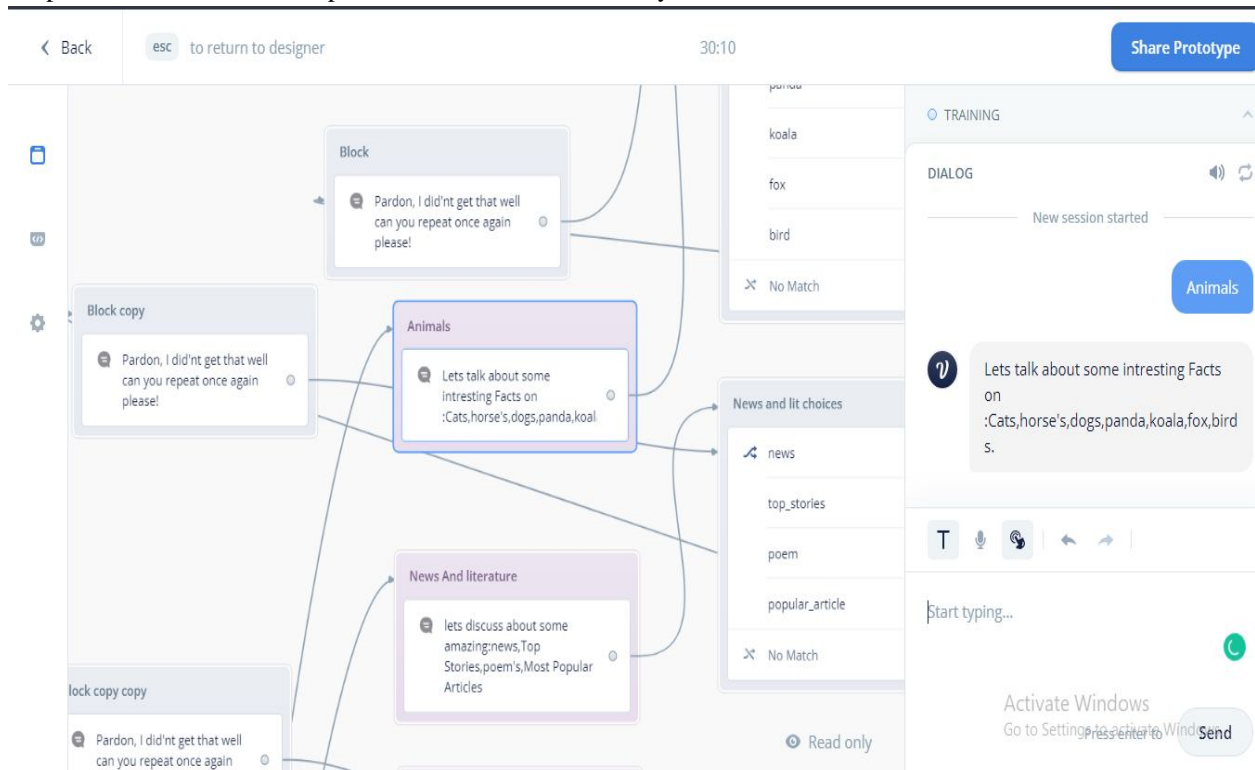 Back
esc to return to designer
30:10
Share Prototype
Block
Pardon, I did'nt get that well
can you repeat once again
please!
Block copy
Pardon, I did'nt get that well
can you repeat once again
please!
Animals
Lets talk about some
intresting Facts on
:Cats,horse's,dogs,panda,koal
News And literature
lets discuss about some
amazing:news,Top
Stories,poem's,Most Popular
Articles
lock copy copy
Pardon, I did'nt get that well
can you repeat once again
panda
koala
fox
bird
No Match
News and lit choices
news
top_stories
poem
popular_article
No Match
Read only
TRAINING
DIALOG
New session started
Animals
Lets talk about some intresting Facts
on
:Cats,horse's,dogs,panda,koala,fox,bird
s.
T
Start typing...
Activate Windows
Go to Settings to activate Windows
Press enter to
Send